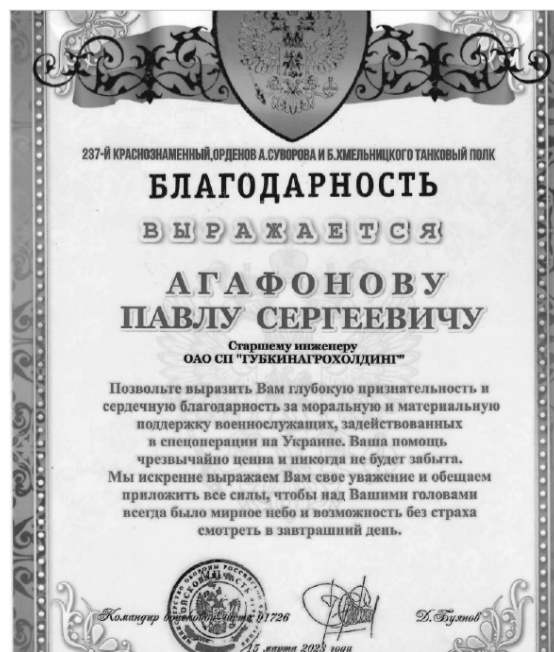 237-Й КРАСНОЗНАМЕННЫЙ,ОРДЕНОВ А.СУВОРОВА И Б.ХМЕЛЬНИЦКОГО ТАНКОВЫЙ ПОЛК
БЛАГОДАРНОСТЬ
ВЫРАЖАЕТСЯ
АГАФОНОВУ
ПАВЛУ СЕРГЕЕВИЧУ
Старшему инженеру
ОАО СП "ГУБКИНАГРОХОЛДИНГ"
Позвольте выразить Вам глубокую признательность и
сердечную благодарность за моральную и материальную
поддержку военнослужащих, задействованных
в спецоперации на Украине. Ваша помощь
чрезвычайно ценна и никогда не будет забыта.
Мы искренне выражаем Вам свое уважение и обещаем
приложить все силы, чтобы над Вашими головами
всегда было мирное небо и возможность без страха
смотреть в завтрашний день.
ВОЙСКОВАЯ ЧАСТЬ
Командир войсковой части 91726 Д.Буянов
15 марта 2023 года